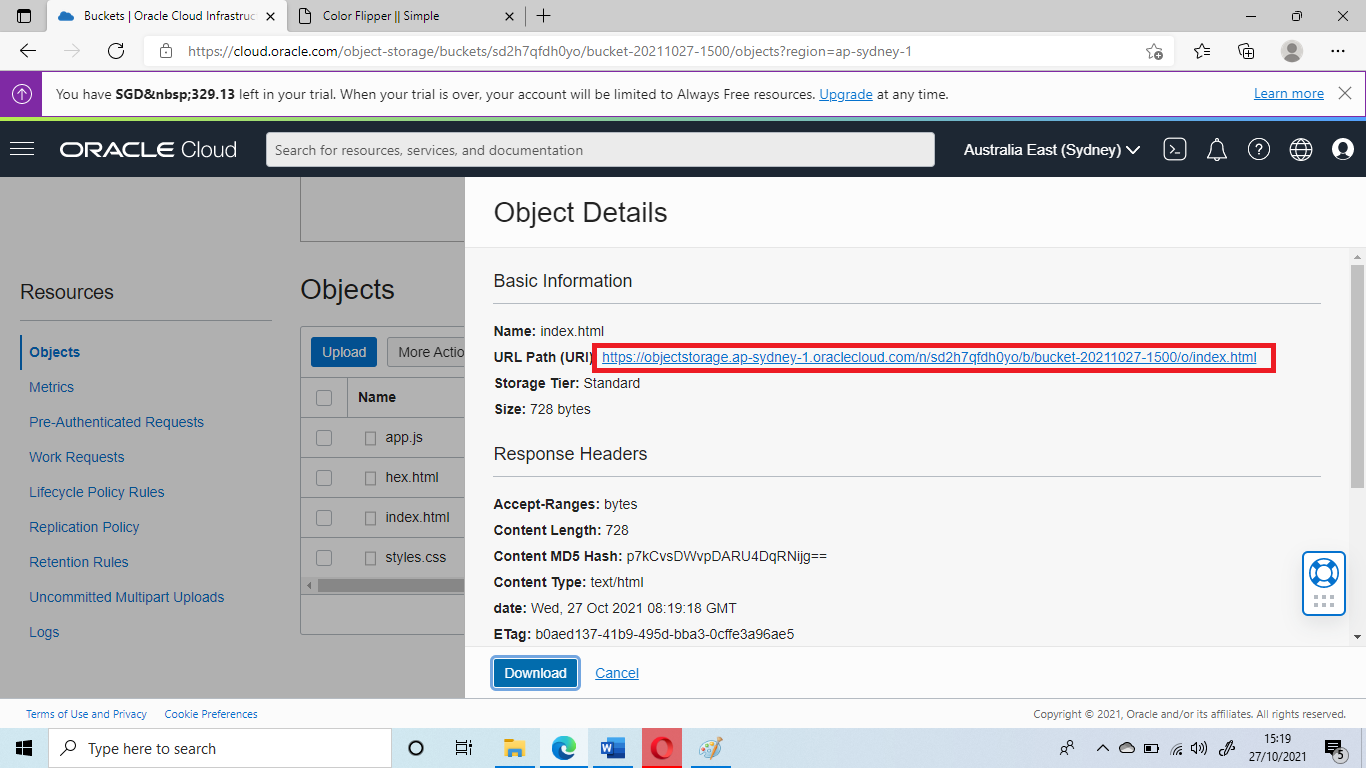 Buckets | Oracle Cloud Infrastruc
Color Flipper || Simple
https://cloud.oracle.com/object-storage/buckets/sd2h7qfdh0yo/bucket-20211027-1500/objects?region=ap-sydney-1
You have SGD&nbsp;329.13 left in your trial. When your trial is over, your account will be limited to Always Free resources. Upgrade at any time.
Learn more
ORACLE Cloud
Search for resources, services, and documentation
Australia East (Sydney)
Resources
Objects
Metrics
Pre-Authenticated Requests
Work Requests
Lifecycle Policy Rules
Replication Policy
Retention Rules
Uncommitted Multipart Uploads
Logs
Objects
Upload
More Actio
Name
app.js
hex.html
index.html
styles.css
Object Details
Basic Information
Name: index.html
URL Path (URI) https://objectstorage.ap-sydney-1.oraclecloud.com/n/sd2h7qfdh0yo/b/bucket-20211027-1500/o/index.html
Storage Tier: Standard
Size: 728 bytes
Response Headers
Accept-Ranges: bytes
Content Length: 728
Content MD5 Hash: p7kCvsDWvpDARU4DqRNijg==
Content Type: text/html
date: Wed, 27 Oct 2021 08:19:18 GMT
ETag: b0aed137-41b9-495d-bba3-0cffe3a96ae5
Download
Cancel
Terms of Use and Privacy
Cookie Preferences
Copyright © 2021, Oracle and/or its affiliates. All rights reserved.
Type here to search
15:19
27/10/2021
5